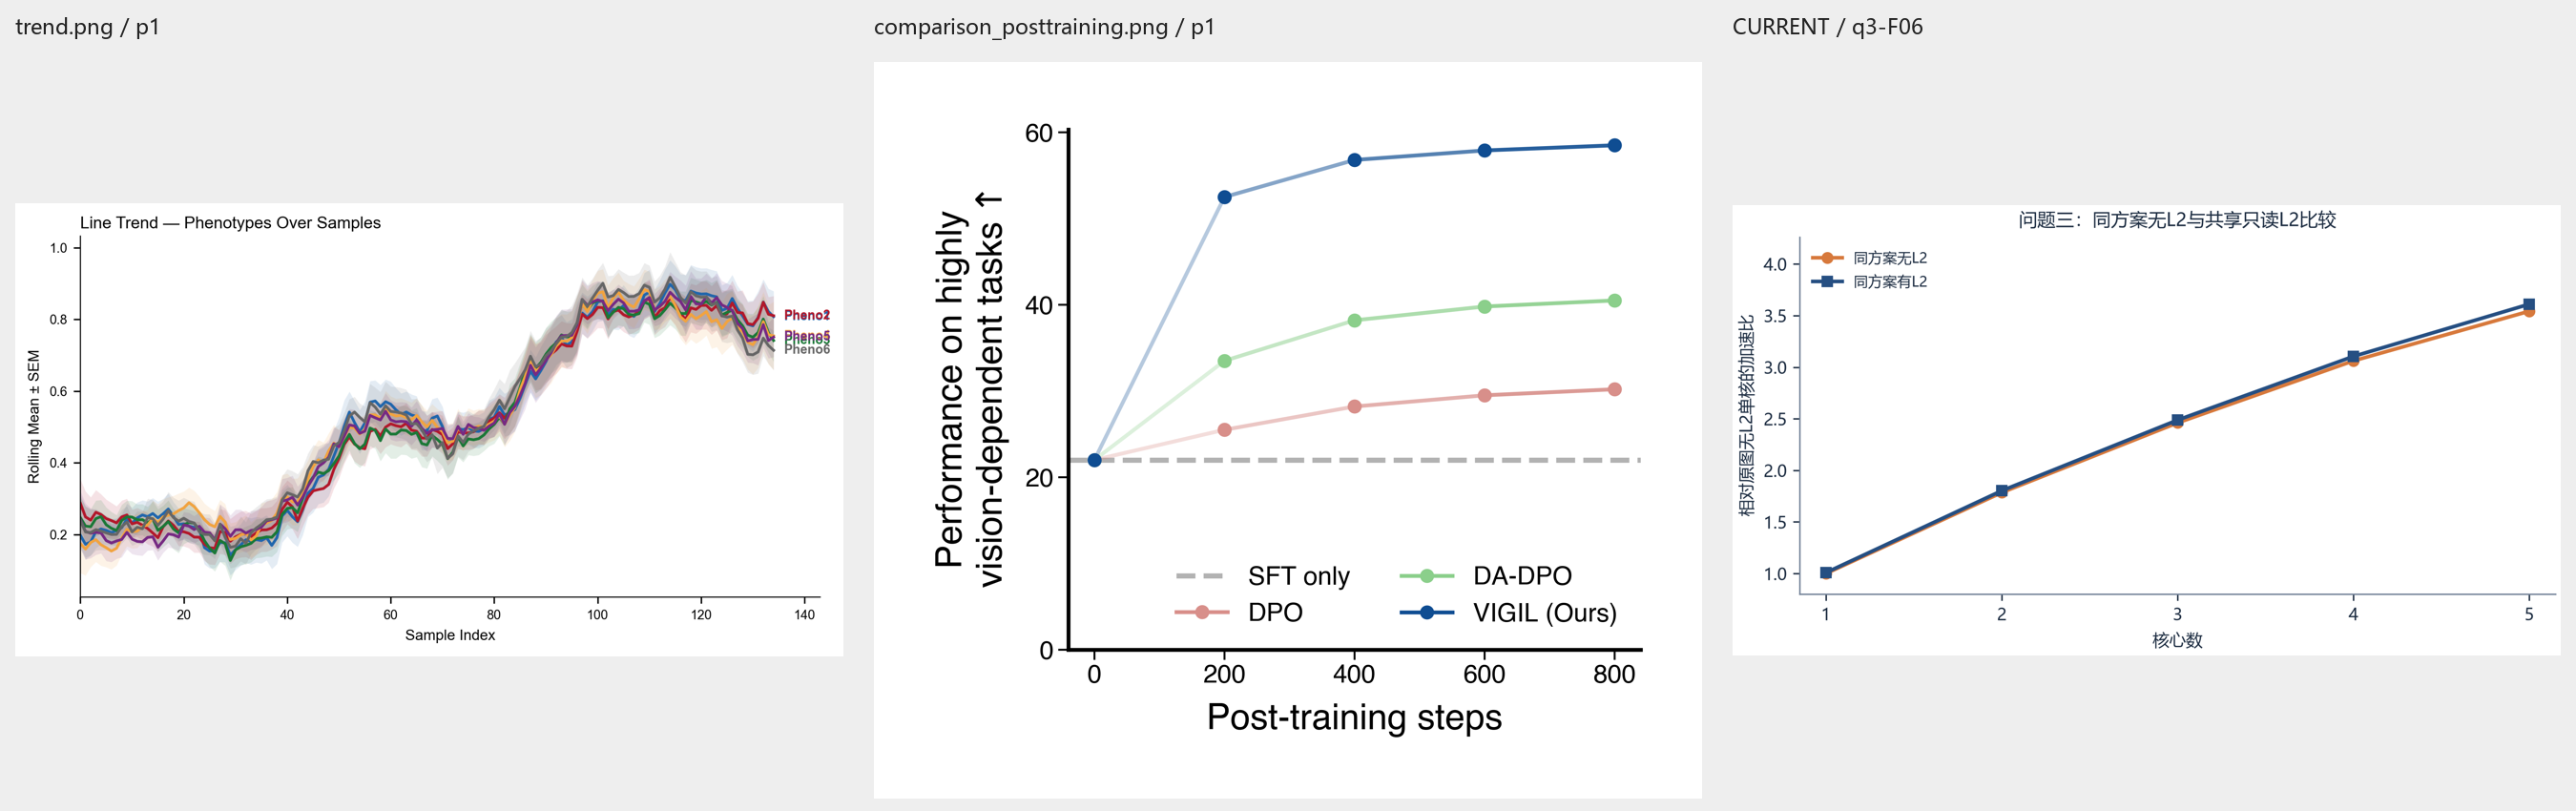 trend.png / p1
Line Trend — Phenotypes Over Samples
Rolling Mean ± SEM
1.0
0.8
0.6
0.4
0.2
0
20
40
60
80
100
120
140
Sample Index
Pheno2
Pheno5
Pheno6
comparison_posttraining.png / p1
Performance on highly
vision-dependent tasks ↑
60
40
20
0
SFT only
DPO
DA-DPO
VIGIL (Ours)
0
200
400
600
800
Post-training steps
CURRENT / q3-F06
问题三：同方案无L2与共享只读L2比较
同方案无L2
同方案有L2
相对原图无L2单核的加速比
4.0
3.5
3.0
2.5
2.0
1.5
1.0
1
2
3
4
5
核心数